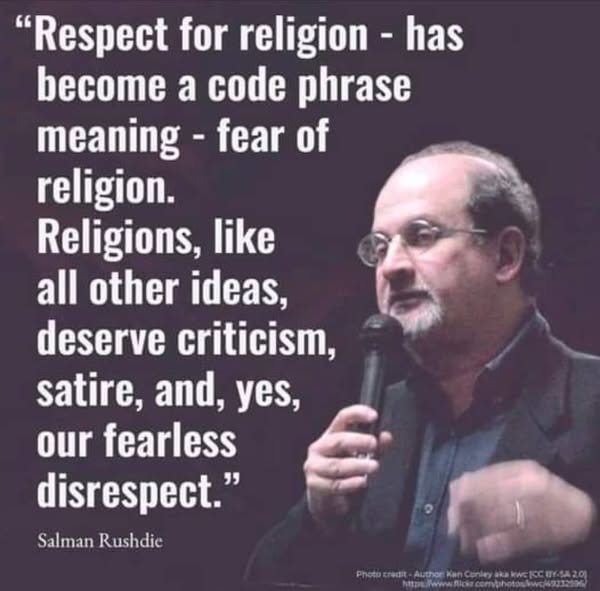 “Respect for religion - has
become a code phrase
meaning - fear of
religion.
Religions, like
all other ideas,
deserve criticism,
satire, and, yes,
our fearless
disrespect.”
Salman Rushdie
Photo credit - Author: Ken Conley aka kwc [CC BY-SA 2.0]
https://www.flickr.com/photos/kwc/49232596/